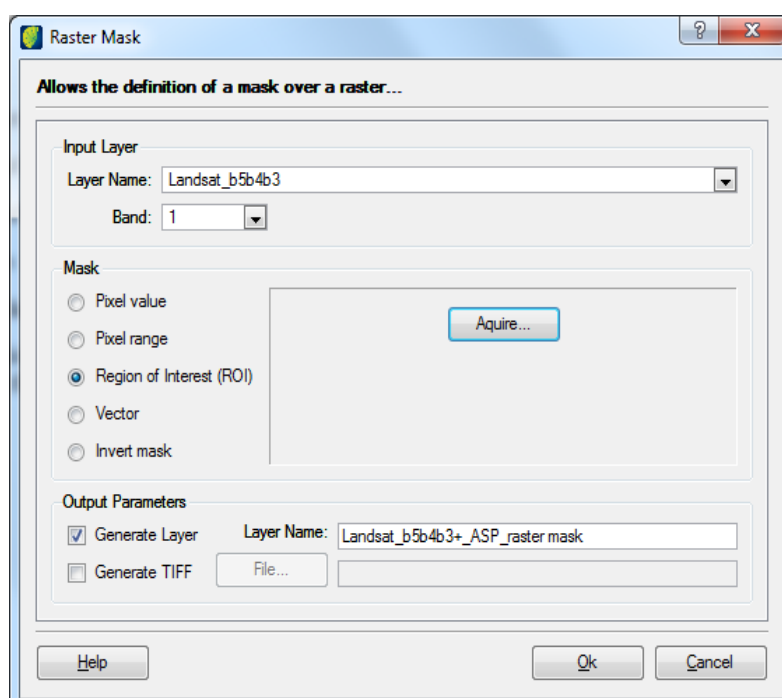 Raster Mask
?
Allows the definition of a mask over a raster...
Input Layer
Layer Name: Landsat_b5b4b3
Band: 1
Mask
Pixel value
Aquire...
Pixel range
Region of Interest (ROI)
Vector
Invert mask
Output Parameters
Generate Layer Layer Name: Landsat_b5b4b3+_ASP_raster mask
Generate TIFF File...
Help Ok Cancel